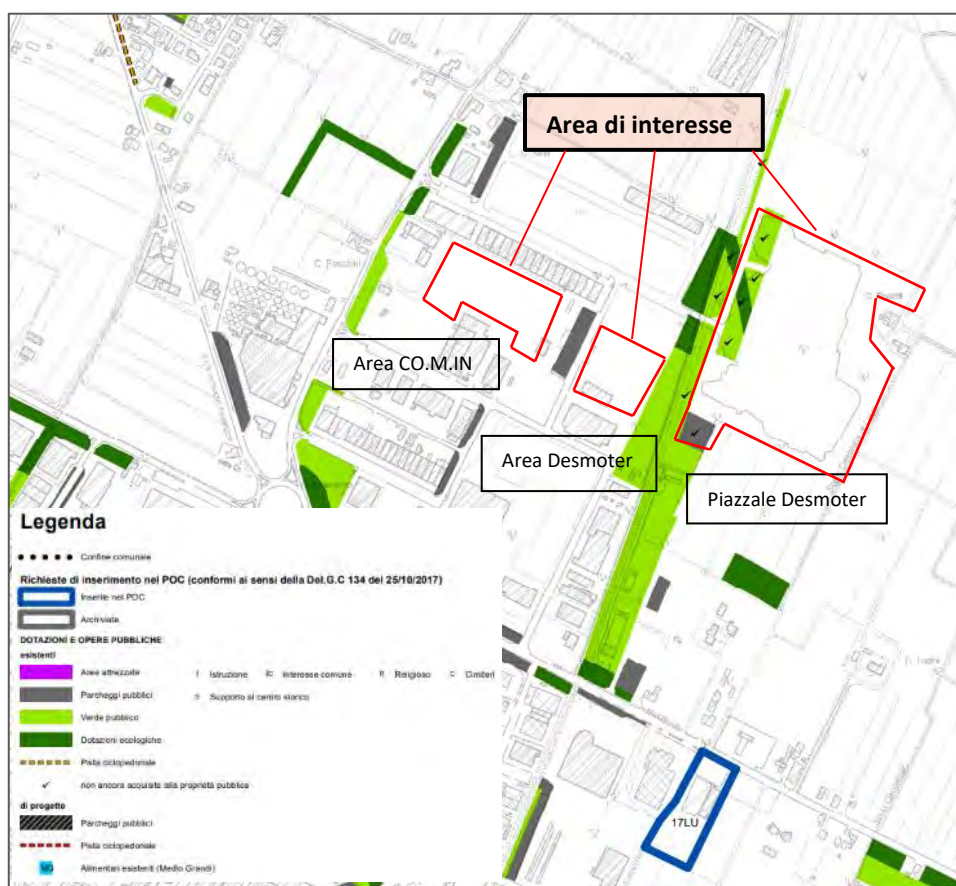 Area di interesse
Area CO.M.IN
Area Desmoter
Piazzale Desmoter
17LU
Legenda
Confine comunale
Richieste di inserimento nel POC (conformi ai sensi della Del.G.C 134 del 25/10/2017)
Inserite nel POC
Archiviate
DOTAZIONI E OPERE PUBBLICHE
esistenti
Aree attrezzate I Istruzione IC Interesse comune R Religioso C Cimiteri
Parcheggi pubblici S Supporto al centro storico
Verde pubblico
Dotazioni ecologiche
Pista ciclopedonale
non ancora acquisite alla proprietà pubblica
di progetto
Parcheggi pubblici
Pista ciclopedonale
MG Alimentari esistenti (Medio Grandi)